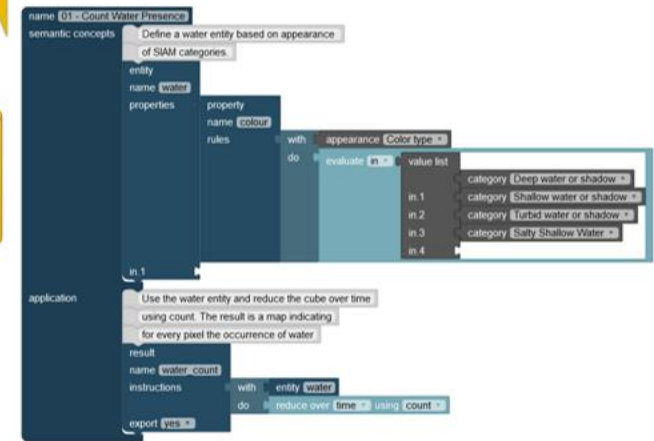 name 01 - Count Water Presence
semantic concepts Define a water entity based on appearance
of SIAM categories.
entity
name water
properties property
name colour
rules with appearance Color type
do evaluate in value list
category Deep water or shadow
in.1 category Shallow water or shadow
in.2 category Turbid water or shadow
in.3 category Salty Shallow Water
in.4
in.1
application Use the water entity and reduce the cube over time
using count. The result is a map indicating
for every pixel the occurrence of water
result
name water_count
instructions with entity water
do reduce over time using count
export yes